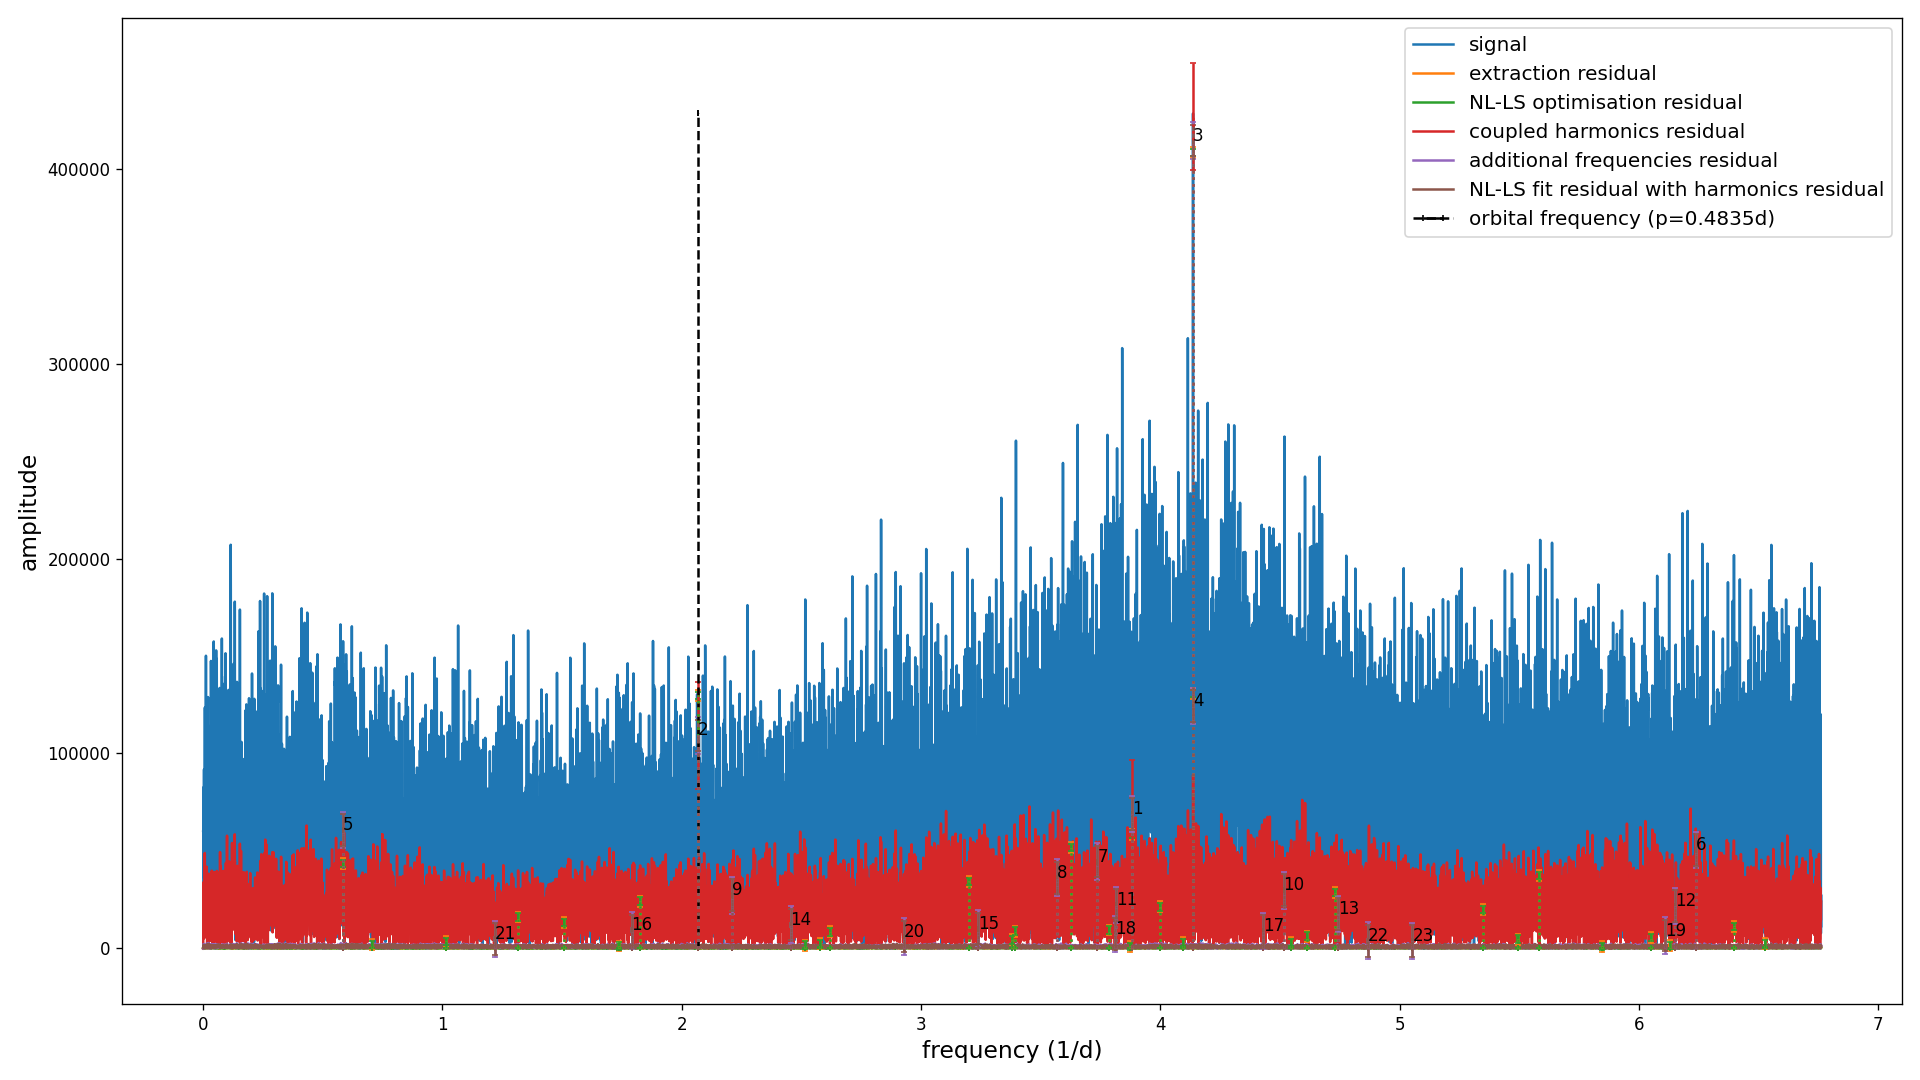 signal
extraction residual
NL-LS optimisation residual
coupled harmonics residual
additional frequencies residual
NL-LS fit residual with harmonics residual
orbital frequency (p=0.4835d)
amplitude
400000
300000
200000
100000
0
3
4
2
1
5
6
7
8
9
10
11
12
13
14
15
16
17
18
19
20
21
22
23
0 1 2 3 4 5 6 7
frequency (1/d)